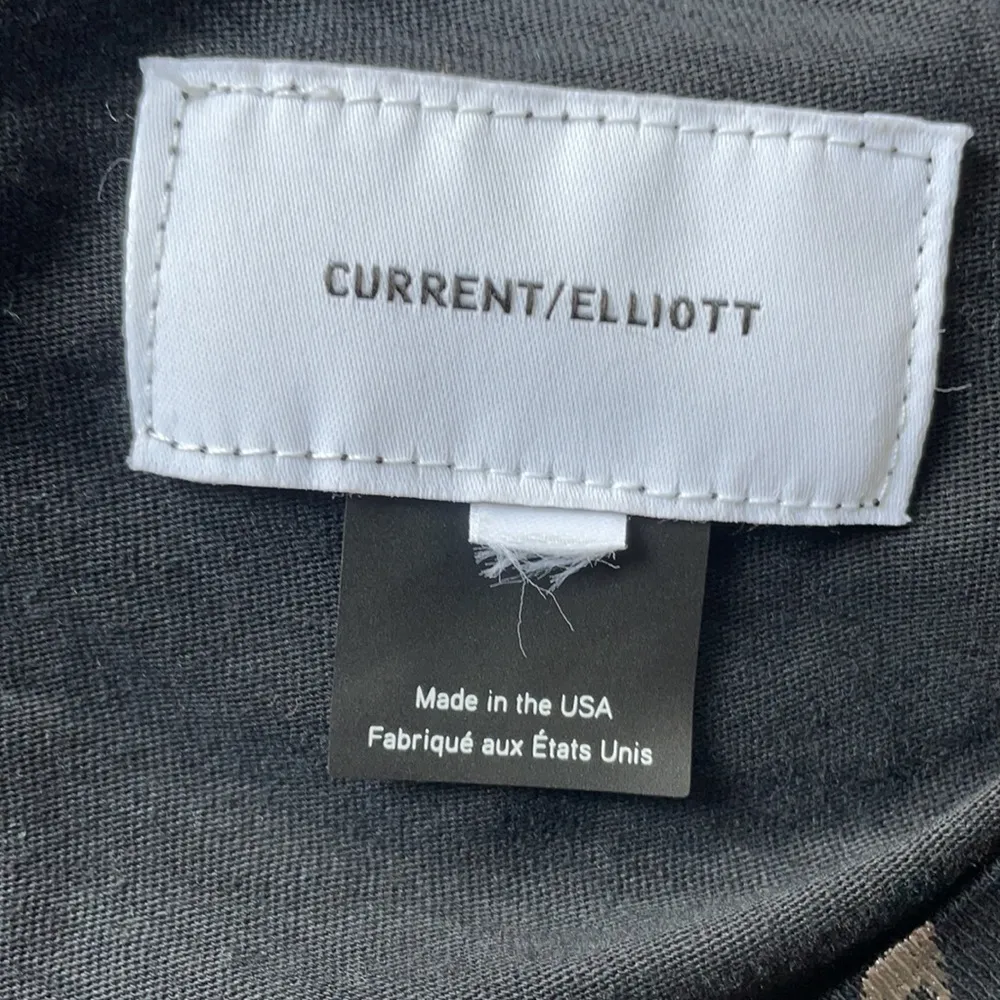 CURRENT/ELLIOTT
Made in the USA
Fabriqué aux États Unis